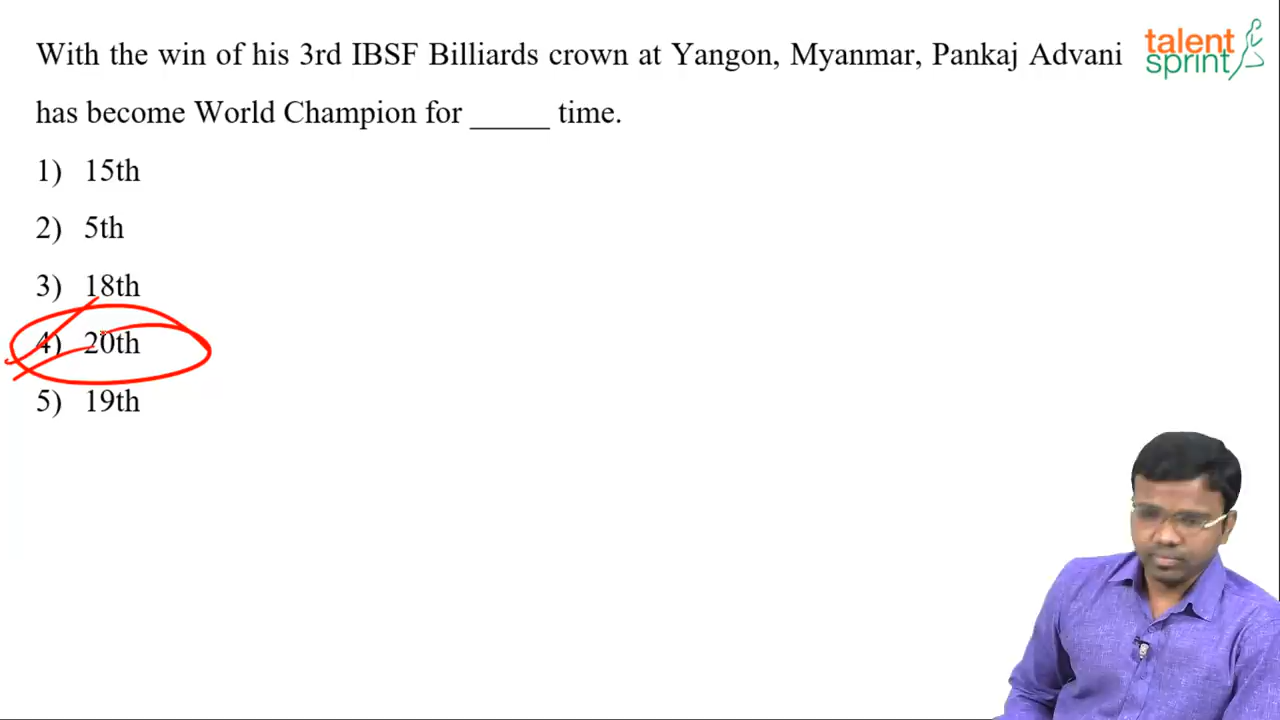 With the win of his 3rd IBSF Billiards crown at Yangon, Myanmar, Pankaj Advani
has become World Champion for _____ time.
1) 15th
2) 5th
3) 18th
4) 20th
5) 19th
talent
sprint